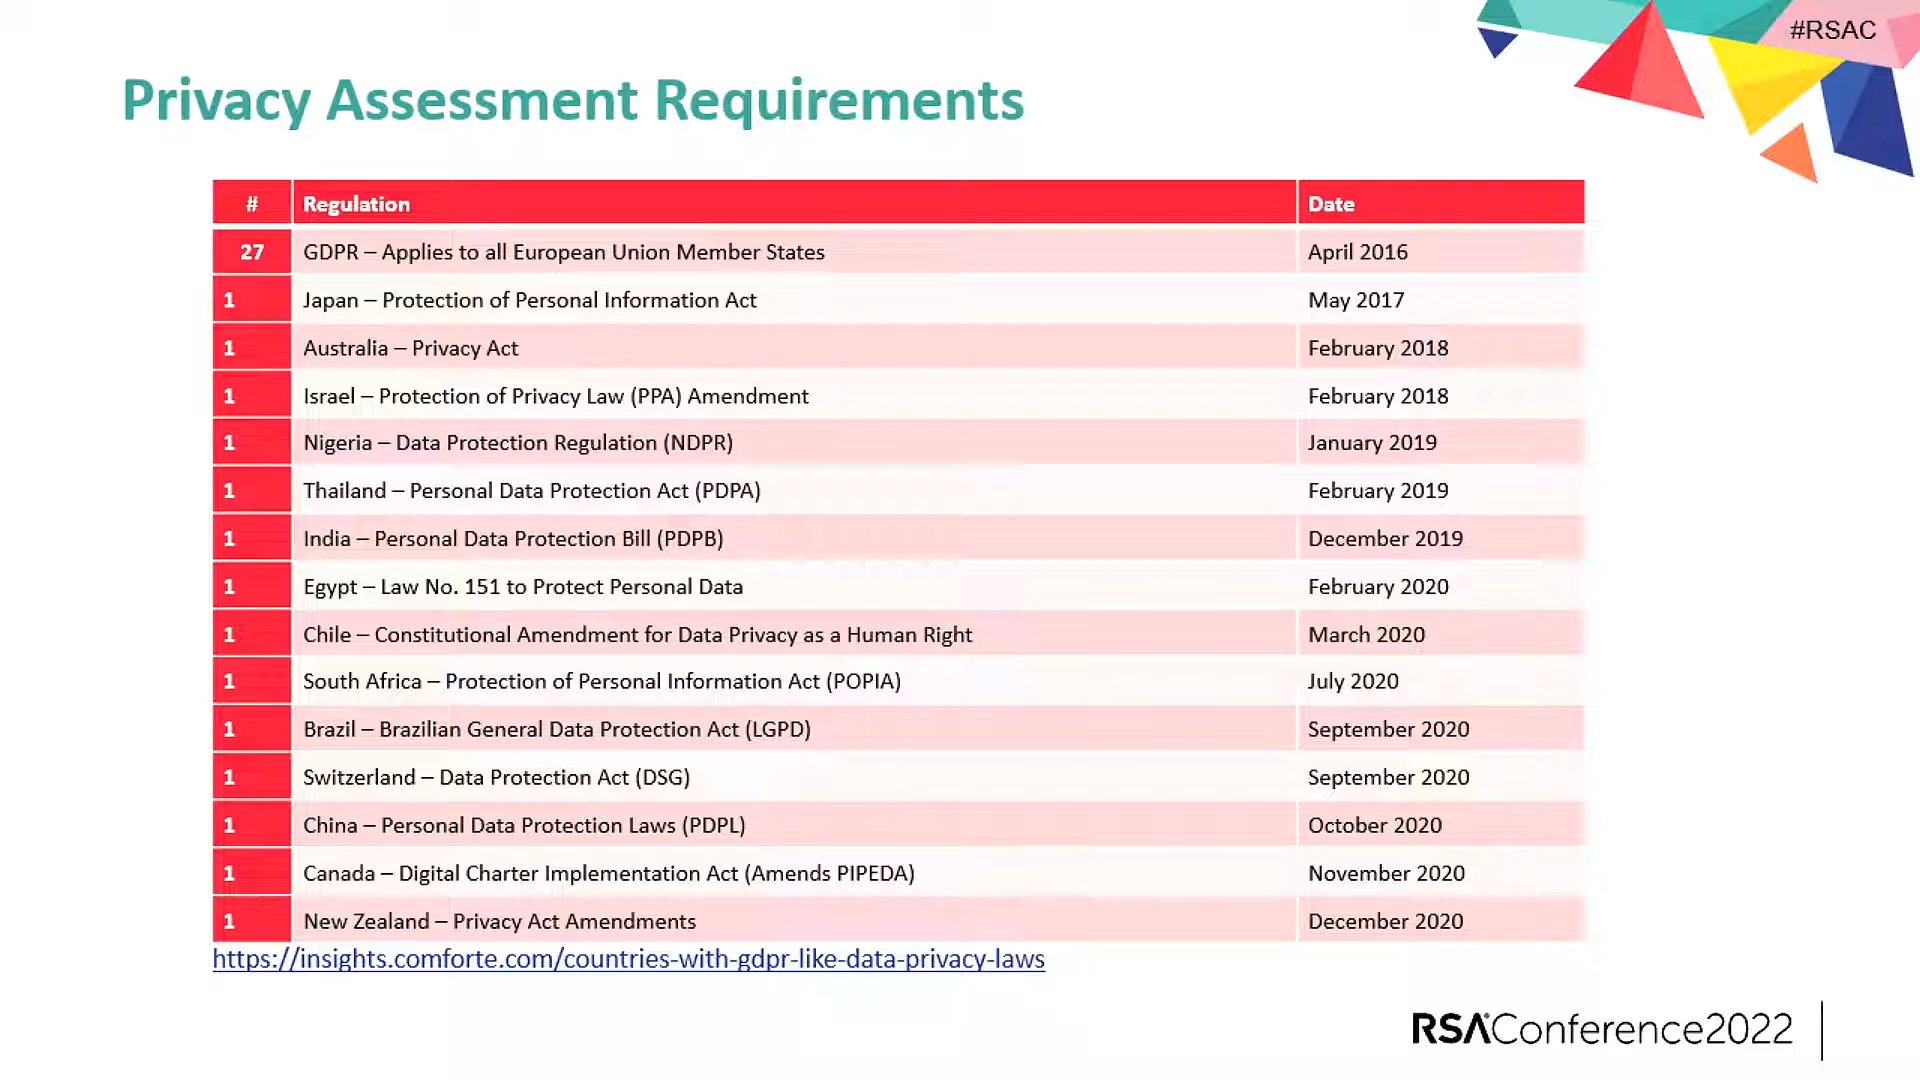 #RSAC
Privacy Assessment Requirements
# Regulation Date
27 GDPR – Applies to all European Union Member States April 2016
1 Japan – Protection of Personal Information Act May 2017
1 Australia – Privacy Act February 2018
1 Israel – Protection of Privacy Law (PPA) Amendment February 2018
1 Nigeria – Data Protection Regulation (NDPR) January 2019
1 Thailand – Personal Data Protection Act (PDPA) February 2019
1 India – Personal Data Protection Bill (PDPB) December 2019
1 Egypt – Law No. 151 to Protect Personal Data February 2020
1 Chile – Constitutional Amendment for Data Privacy as a Human Right March 2020
1 South Africa – Protection of Personal Information Act (POPIA) July 2020
1 Brazil – Brazilian General Data Protection Act (LGPD) September 2020
1 Switzerland – Data Protection Act (DSG) September 2020
1 China – Personal Data Protection Laws (PDPL) October 2020
1 Canada – Digital Charter Implementation Act (Amends PIPEDA) November 2020
1 New Zealand – Privacy Act Amendments December 2020
https://insights.comforte.com/countries-with-gdpr-like-data-privacy-laws
RSA Conference2022